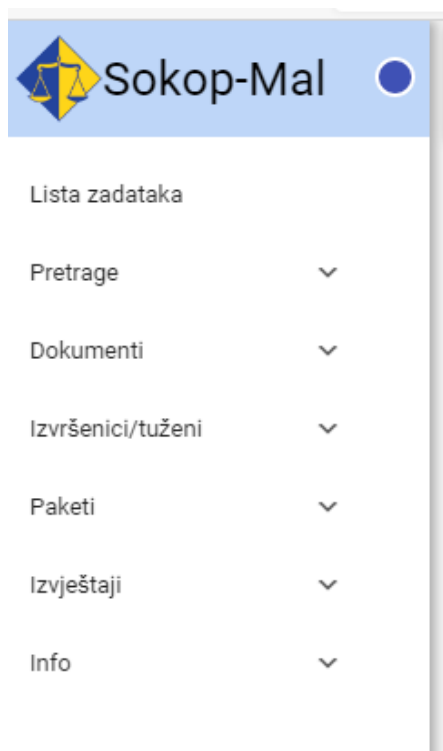 Sokop-Mal
Lista zadataka
Pretrage
Dokumenti
Izvršenici/tuženi
Paketi
Izvještaji
Info